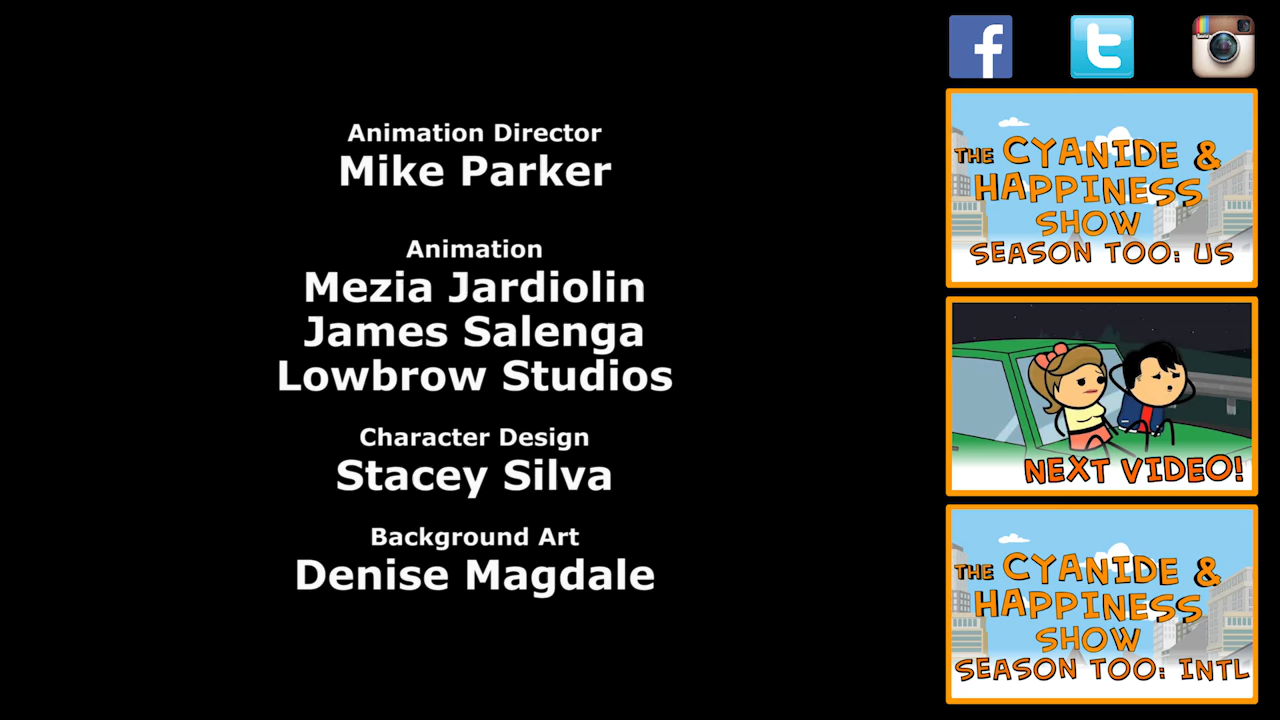 Animation Director
Mike Parker
Animation
Mezia Jardiolin
James Salenga
Lowbrow Studios
Character Design
Stacey Silva
Background Art
Denise Magdale
THE CYANIDE &
HAPPINESS
SHOW
SEASON TOO: US
NEXT VIDEO!
THE CYANIDE &
HAPPINESS
SHOW
SEASON TOO: INTL